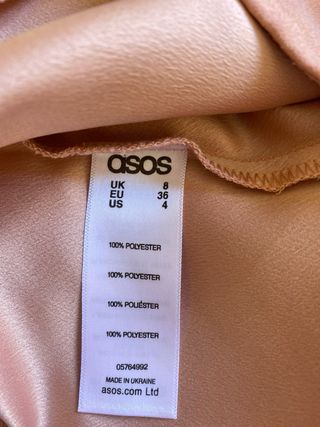 asos
UK 8
EU 36
US 4
100% POLYESTER
100% POLYESTER
100% POLIÉSTER
100% POLYESTER
05764992
MADE IN UKRAINE
asos.com Ltd